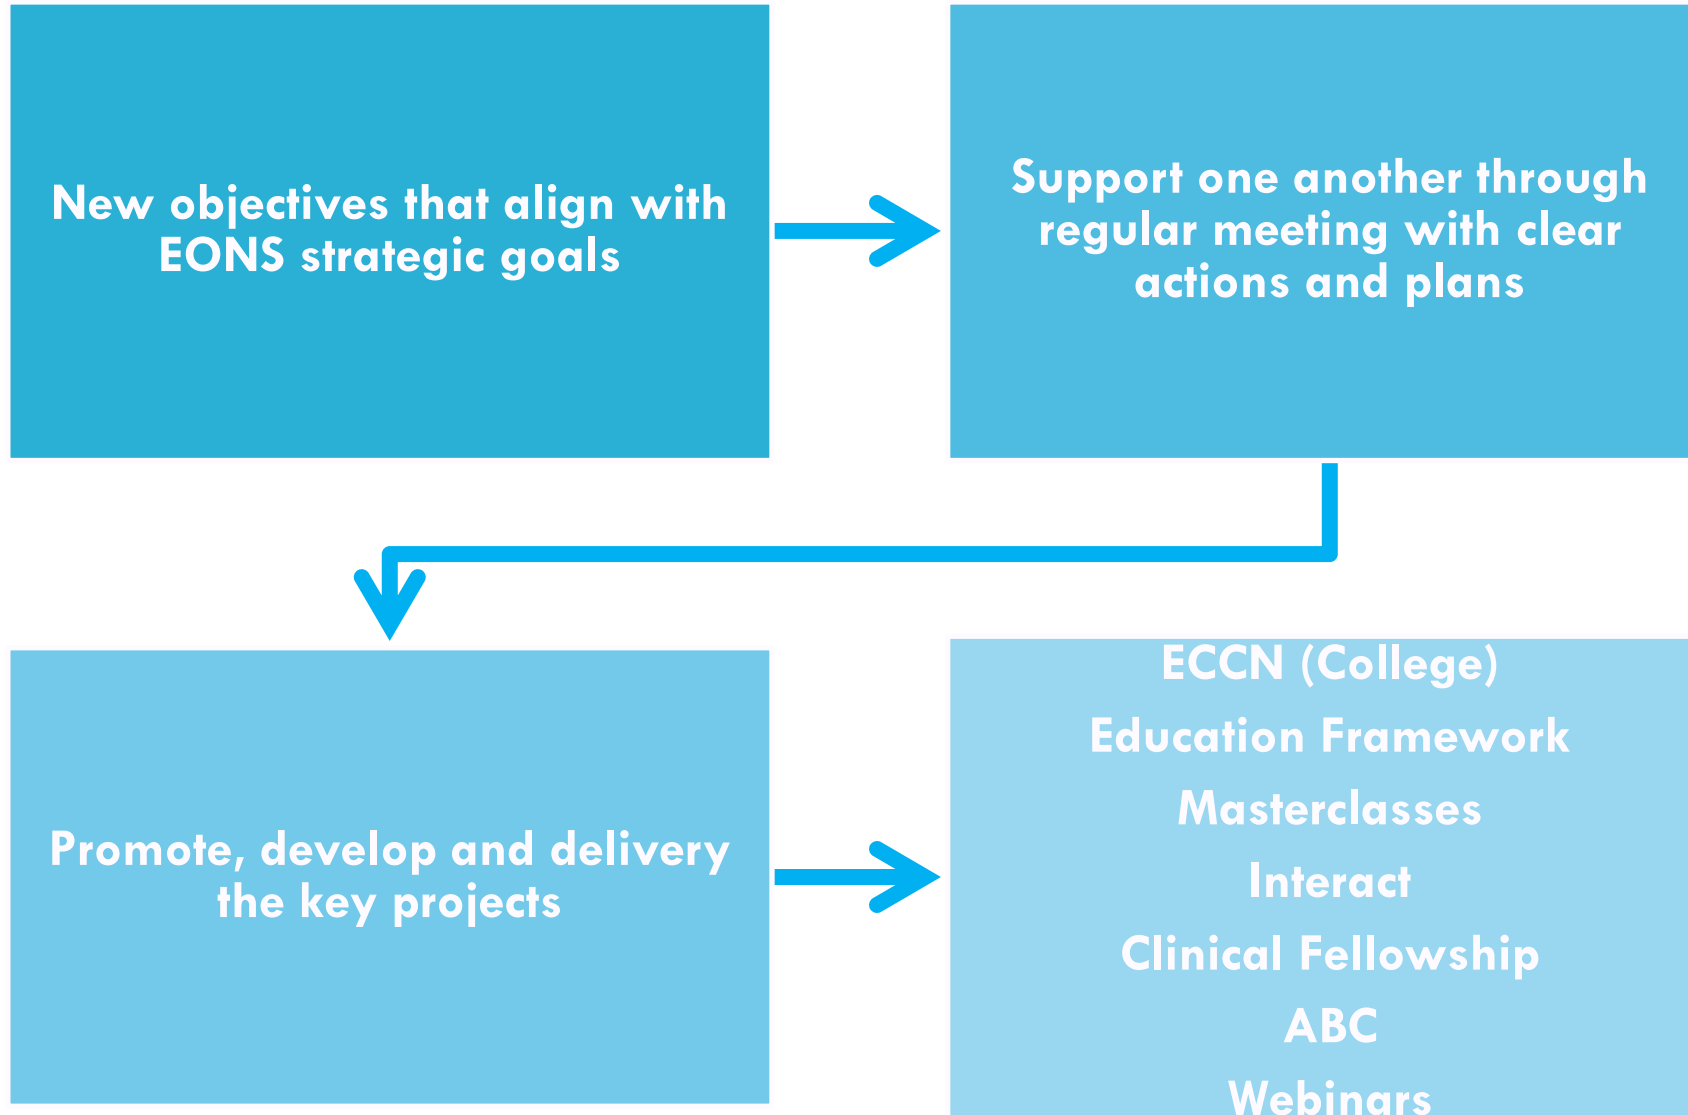 New objectives that align with
EONS strategic goals
Support one another through
regular meeting with clear
actions and plans
Promote, develop and delivery
the key projects
ECCN (College)
Education Framework
Masterclasses
Interact
Clinical Fellowship
ABC
Webinars